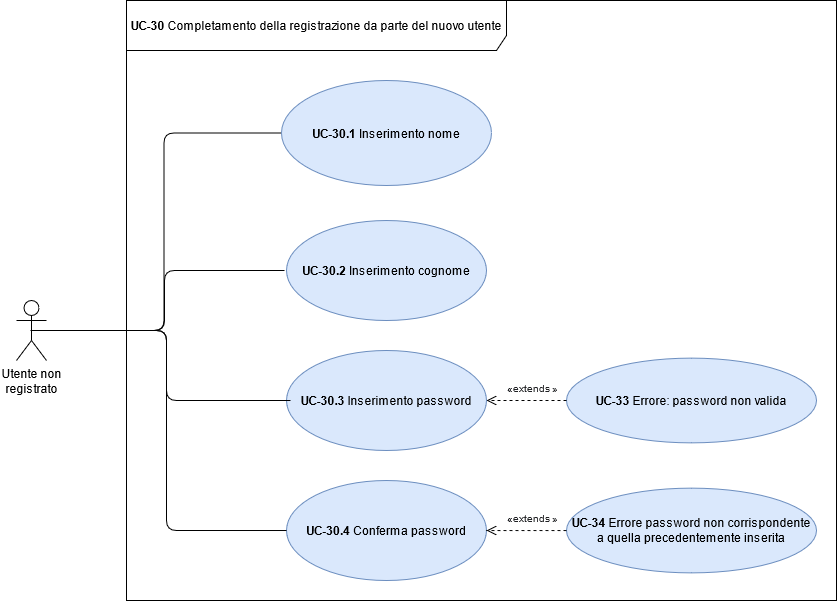 UC-30 Completamento della registrazione da parte del nuovo utente
UC-30.1 Inserimento nome
UC-30.2 Inserimento cognome
Utente non
registrato
UC-30.3 Inserimento password
«extends »
UC-33 Errore: password non valida
UC-30.4 Conferma password
«extends »
UC-34 Errore password non corrispondente
a quella precedentemente inserita